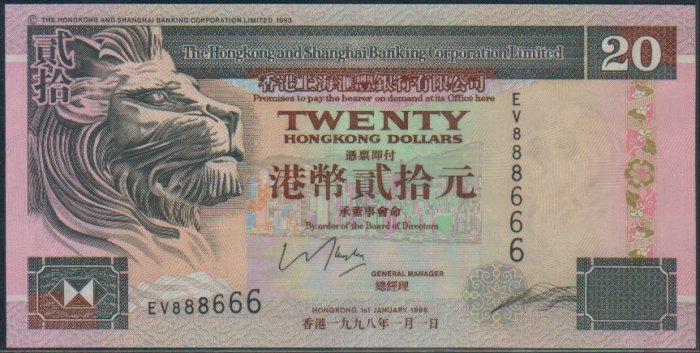 © THE HONGKONG AND SHANGHAI BANKING CORPORATION LIMITED 1993
貳拾
The Hongkong and Shanghai Banking Corporation Limited
20
香港上海滙豐銀行有限公司
Promises to pay the bearer on demand at its Office here
TWENTY
HONGKONG DOLLARS
憑票即付
港幣貳拾元
承董事會命
By order of the Board of Directors
EV888666
GENERAL MANAGER
總經理
EV888666
HONGKONG 1st JANUARY 1998
香港一九九八年一月一日
20